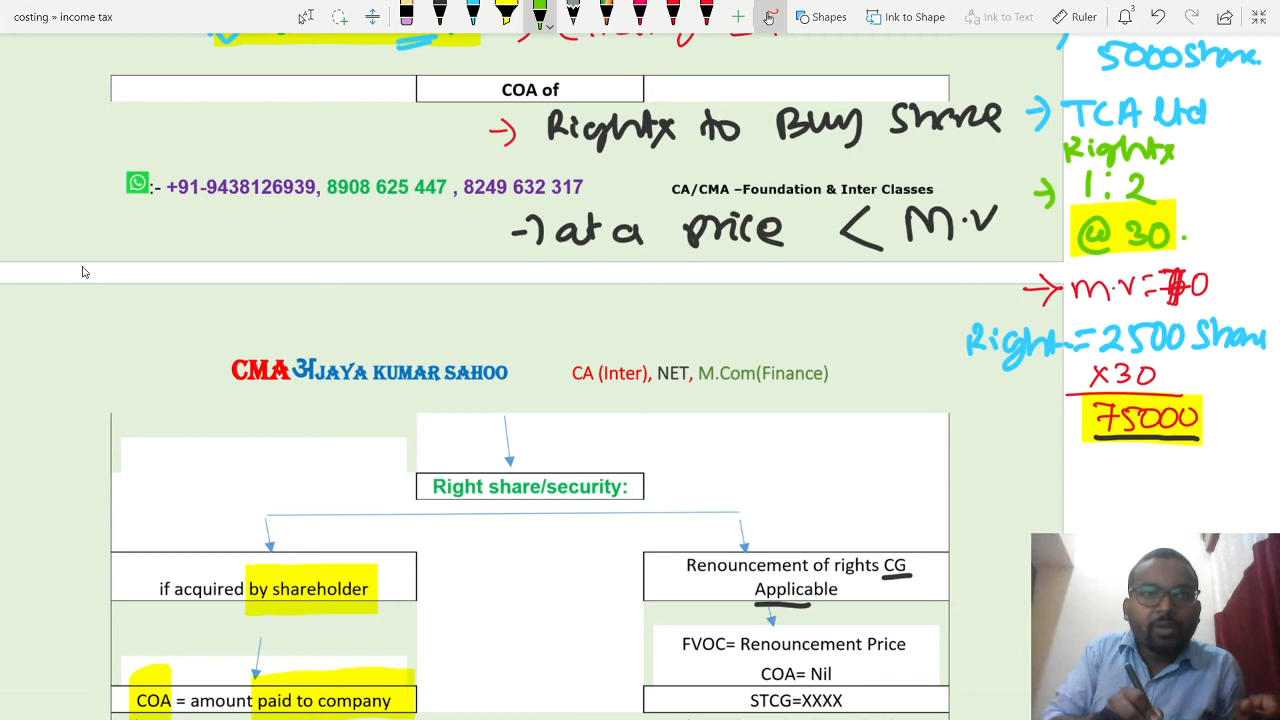 costing » income tax
Shapes
Ink to Shape
Ink to Text
Ruler
5000 Share.
COA of
→ Rights to Buy Share
→ TCA Ltd
Rights
:- +91-9438126939, 8908 625 447 , 8249 632 317
CA/CMA –Foundation & Inter Classes
→ 1:2
→ at a price < M.V
@ 30.
→ m.v=
CMA अJAYA KUMAR SAHOO
CA (Inter), NET, M.Com(Finance)
Right=2500 Share
x30
75000
Right share/security:
if acquired by shareholder
Renouncement of rights CG
Applicable
FVOC= Renouncement Price
COA= Nil
COA = amount paid to company
STCG=XXXX